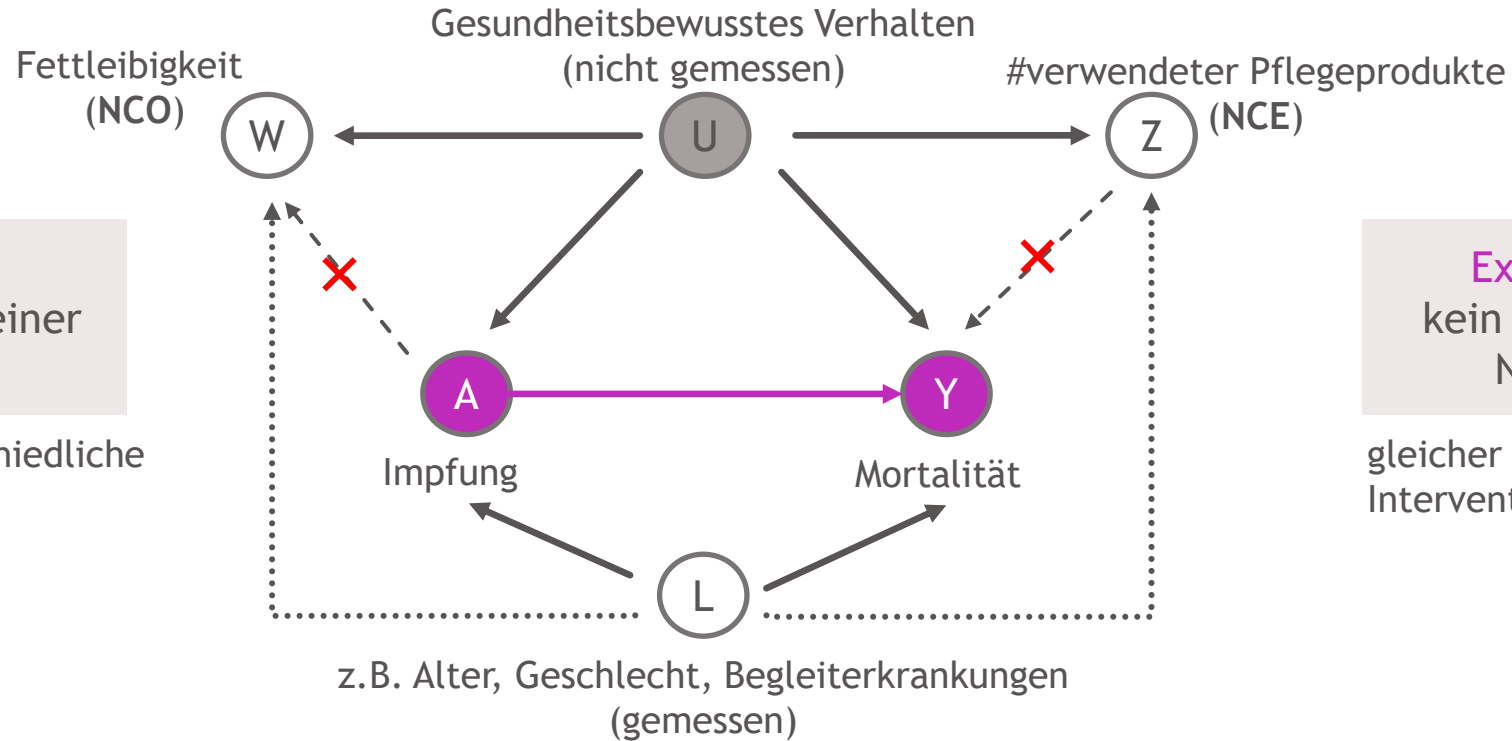 Gesundheitsbewusstes Verhalten
(nicht gemessen)
Fettleibigkeit
(NCO)
#verwendeter Pflegeprodukte
(NCE)
W
U
Z
einer
Ex
kein
N
A
Y
Impfung
Mortalität
hiedliche
gleicher
Intervent
L
z.B. Alter, Geschlecht, Begleiterkrankungen
(gemessen)